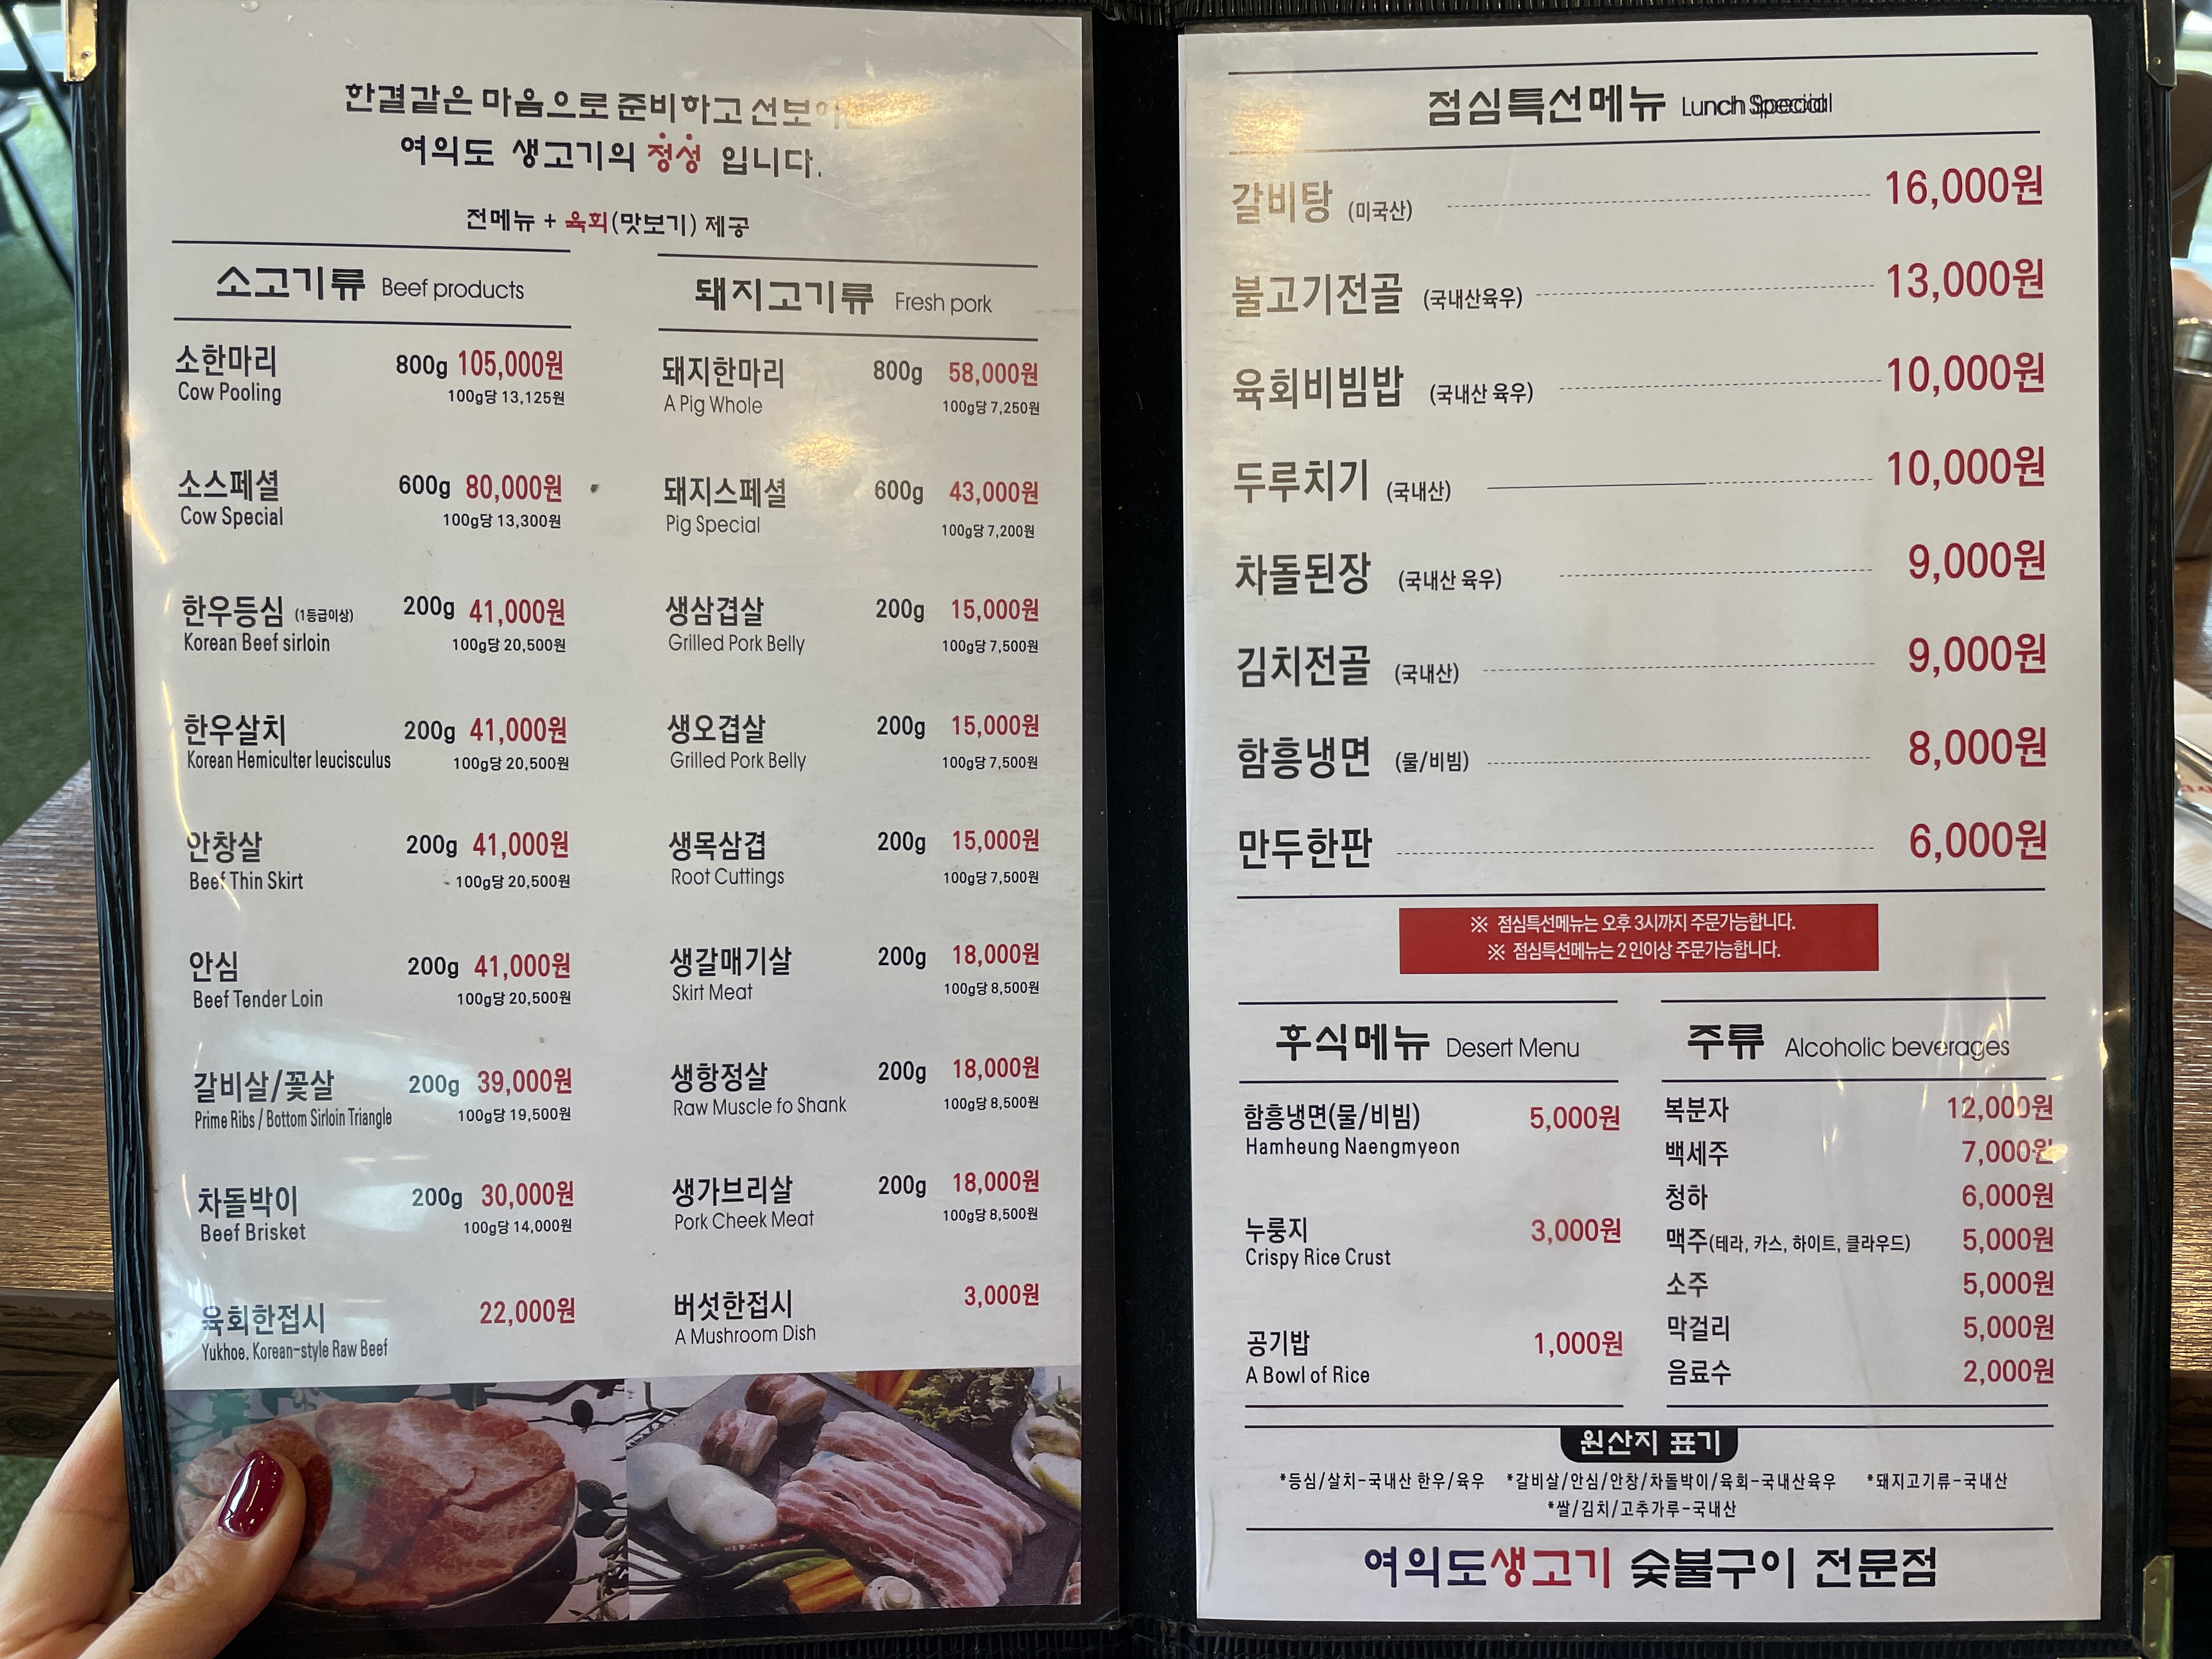 한결같은 마음으로 준비하고 선보이는
여의도 생고기의 정성 입니다.
전메뉴 + 육회(맛보기) 제공
소고기류 Beef products
소한마리 800g 105,000원
Cow Pooling 100g당 13,125원
소스페셜 600g 80,000원
Cow Special 100g당 13,300원
한우등심 (1등급이상) 200g 41,000원
Korean Beef sirloin 100g당 20,500원
한우살치 200g 41,000원
Korean Hemiculter leucisculus 100g당 20,500원
안창살 200g 41,000원
Beef Thin Skirt 100g당 20,500원
안심 200g 41,000원
Beef Tender Loin 100g당 20,500원
갈비살/꽃살 200g 39,000원
Prime Ribs / Bottom Sirloin Triangle 100g당 19,500원
차돌박이 200g 30,000원
Beef Brisket 100g당 14,000원
육회한접시 22,000원
Yukhoe. Korean-style Raw Beef
돼지고기류 Fresh pork
돼지한마리 800g 58,000원
A Pig Whole 100g당 7,250원
돼지스페셜 600g 43,000원
Pig Special 100g당 7,200원
생삼겹살 200g 15,000원
Grilled Pork Belly 100g당 7,500원
생오겹살 200g 15,000원
Grilled Pork Belly 100g당 7,500원
생목삼겹 200g 15,000원
Root Cuttings 100g당 7,500원
생갈매기살 200g 18,000원
Skirt Meat 100g당 8,500원
생항정살 200g 18,000원
Raw Muscle fo Shank 100g당 8,500원
생가브리살 200g 18,000원
Pork Cheek Meat 100g당 8,500원
버섯한접시 3,000원
A Mushroom Dish
점심특선메뉴 Lunch Special
갈비탕 (미국산) 16,000원
불고기전골 (국내산육우) 13,000원
육회비빔밥 (국내산 육우) 10,000원
두루치기 (국내산) 10,000원
차돌된장 (국내산 육우) 9,000원
김치전골 (국내산) 9,000원
함흥냉면 (물/비빔) 8,000원
만두한판 6,000원
※ 점심특선메뉴는 오후 3시까지 주문가능합니다.
※ 점심특선메뉴는 2인이상 주문가능합니다.
후식메뉴 Desert Menu
함흥냉면(물/비빔) 5,000원
Hamheung Naengmyeon
누룽지 3,000원
Crispy Rice Crust
공기밥 1,000원
A Bowl of Rice
주류 Alcoholic beverages
복분자 12,000원
백세주 7,000원
청하 6,000원
맥주(테라, 카스, 하이트, 클라우드) 5,000원
소주 5,000원
막걸리 5,000원
음료수 2,000원
원산지 표기
*등심/살치-국내산 한우/육우 *갈비살/안심/안창/차돌박이/육회-국내산육우 *돼지고기류-국내산
*쌀/김치/고추가루-국내산
여의도생고기 숯불구이 전문점